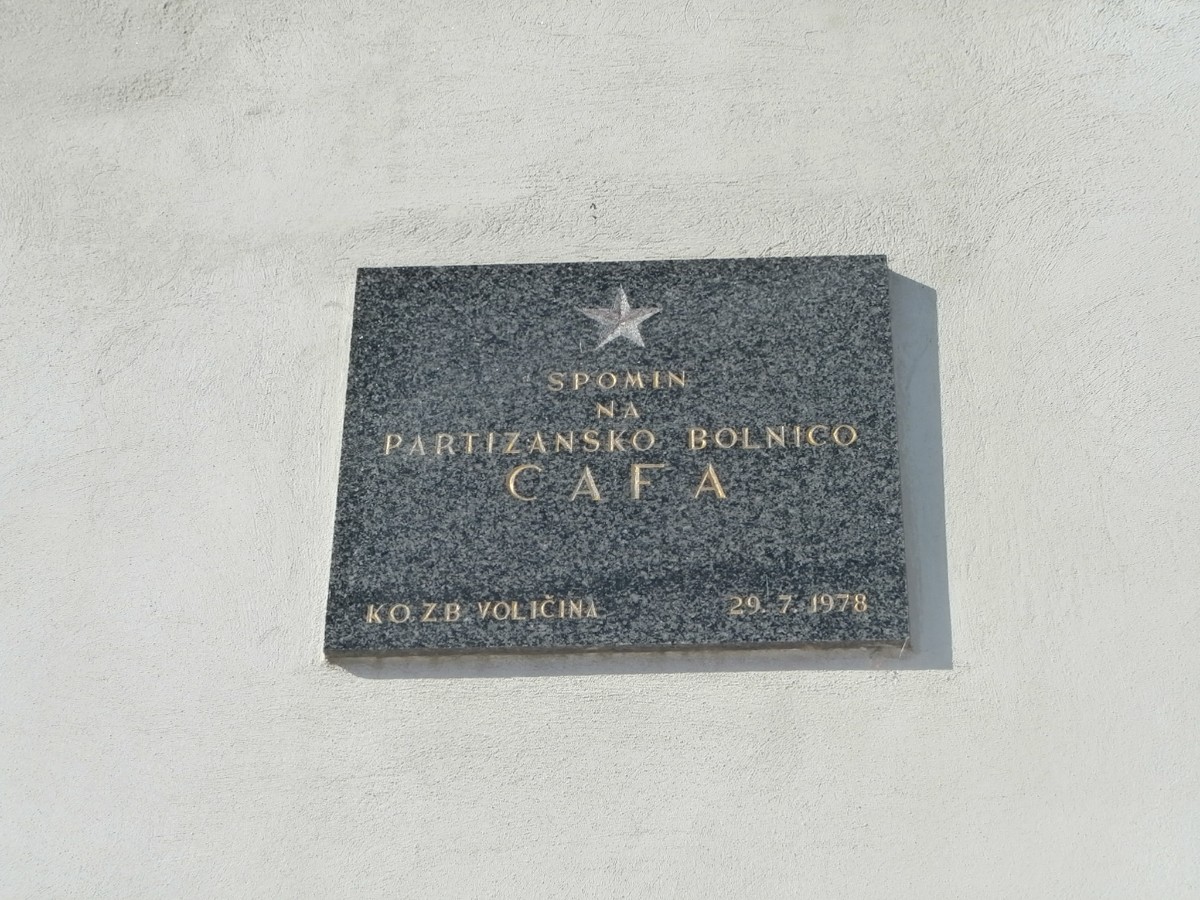 SPOMIN
NA
PARTIZANSKO BOLNICO
CAFA
KO Z.B. VOLIČINA 29. 7. 1978